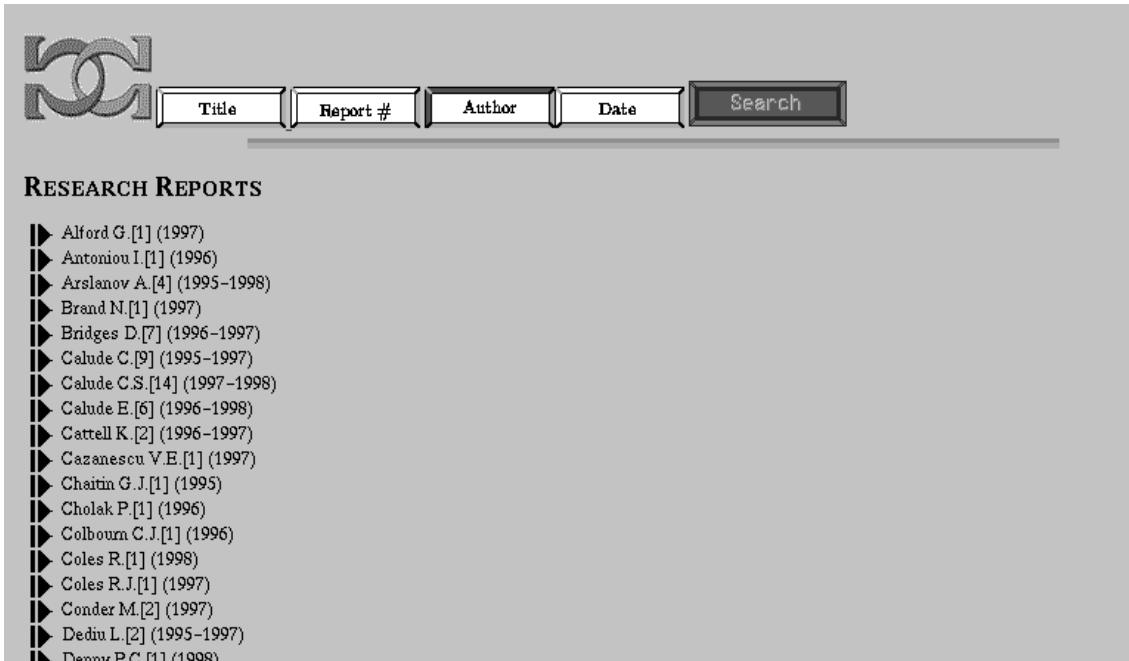 Title Report # Author Date Search
RESEARCH REPORTS
Alford G.[1] (1997)
Antoniou I.[1] (1996)
Arslanov A.[4] (1995-1998)
Brand N.[1] (1997)
Bridges D.[7] (1996-1997)
Calude C.[9] (1995-1997)
Calude C.S.[14] (1997-1998)
Calude E.[6] (1996-1998)
Cattell K.[2] (1996-1997)
Cazanescu V.E.[1] (1997)
Chaitin G.J.[1] (1995)
Cholak P.[1] (1996)
Colbourn C.J.[1] (1996)
Coles R.[1] (1998)
Coles R.J.[1] (1997)
Conder M.[2] (1997)
Dediu L.[2] (1995-1997)
Denny P.C.[1] (1998)